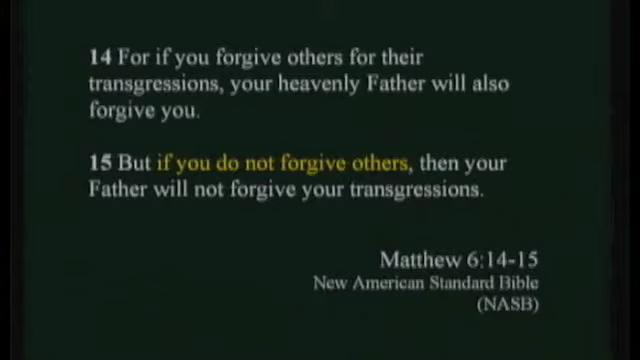 14 For if you forgive others for their
transgressions, your heavenly Father will also
forgive you.
15 But if you do not forgive others, then your
Father will not forgive your transgressions.
Matthew 6:14-15
New American Standard Bible
(NASB)